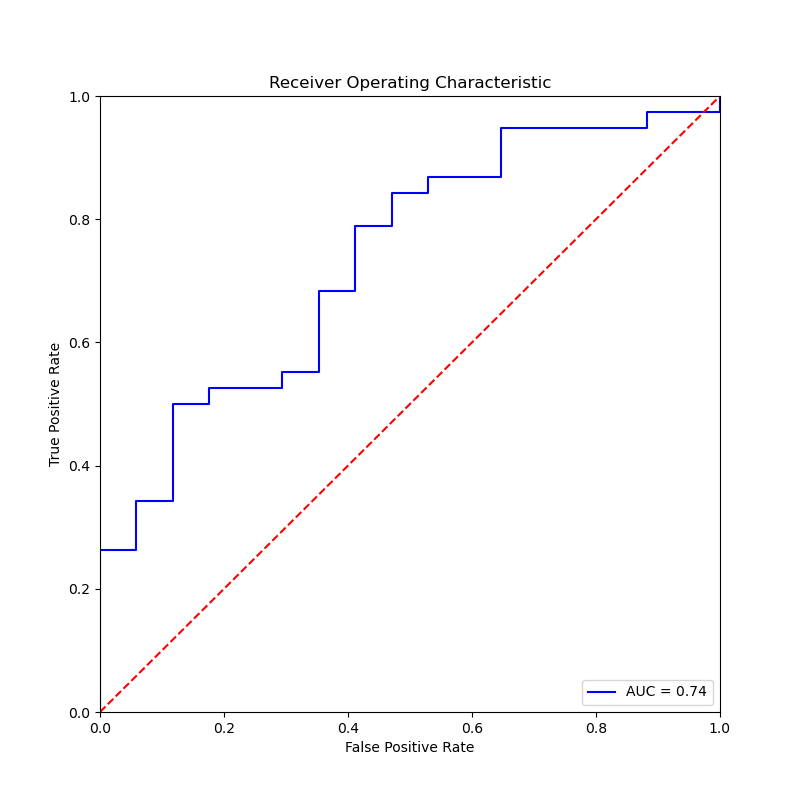 Receiver Operating Characteristic
1.0
0.8
0.6
0.4
0.2
0.0
True Positive Rate
AUC = 0.74
0.0 0.2 0.4 0.6 0.8 1.0
False Positive Rate